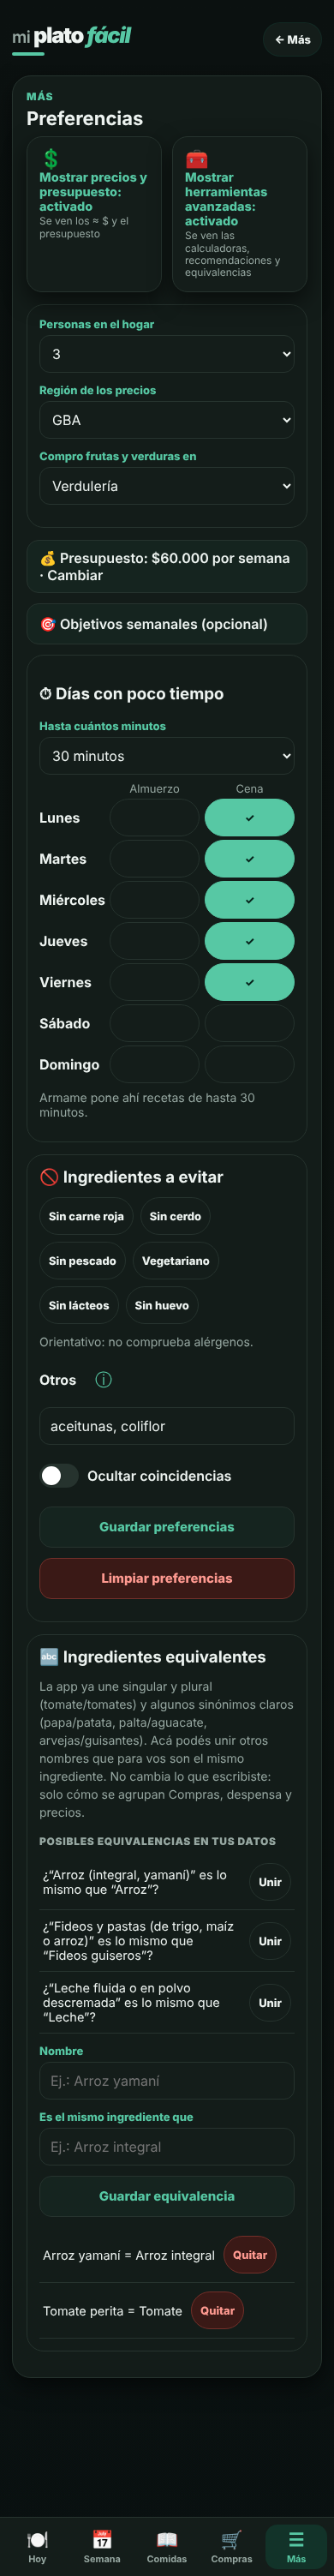 mi plato fácil
← Más
MÁS
Preferencias
💲
Mostrar precios y
presupuesto:
activado
Se ven los ≈ $ y el
presupuesto
🧰
Mostrar
herramientas
avanzadas:
activado
Se ven las
calculadoras,
recomendaciones y
equivalencias
Personas en el hogar
3
Región de los precios
GBA
Compro frutas y verduras en
Verdulería
💰 Presupuesto: $60.000 por semana
· Cambiar
🎯 Objetivos semanales (opcional)
⏱ Días con poco tiempo
Hasta cuántos minutos
30 minutos
Almuerzo Cena
Lunes ✓
Martes ✓
Miércoles ✓
Jueves ✓
Viernes ✓
Sábado
Domingo
Armame pone ahí recetas de hasta 30
minutos.
🚫 Ingredientes a evitar
Sin carne roja Sin cerdo
Sin pescado Vegetariano
Sin lácteos Sin huevo
Orientativo: no comprueba alérgenos.
Otros ⓘ
aceitunas, coliflor
Ocultar coincidencias
Guardar preferencias
Limpiar preferencias
🔤 Ingredientes equivalentes
La app ya une singular y plural
(tomate/tomates) y algunos sinónimos claros
(papa/patata, palta/aguacate,
arvejas/guisantes). Acá podés unir otros
nombres que para vos son el mismo
ingrediente. No cambia lo que escribiste:
solo cómo se agrupan Compras, despensa y
precios.
POSIBLES EQUIVALENCIAS EN TUS DATOS
¿“Arroz (integral, yamaní)” es lo
mismo que “Arroz”?
Unir
¿“Fideos y pastas (de trigo, maíz
o arroz)” es lo mismo que
“Fideos guiseros”?
Unir
¿“Leche fluida o en polvo
descremada” es lo mismo que
“Leche”?
Unir
Nombre
Ej.: Arroz yamaní
Es el mismo ingrediente que
Ej.: Arroz integral
Guardar equivalencia
Arroz yamaní = Arroz integral Quitar
Tomate perita = Tomate Quitar
Hoy Semana Comidas Compras Más